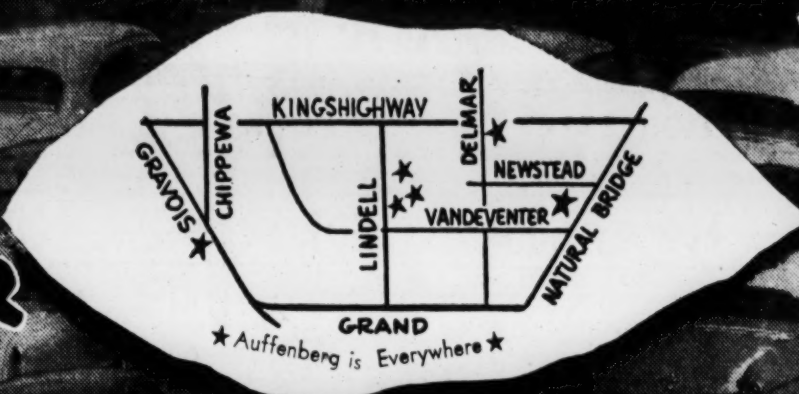 KINGSHIGHWAY
DELMAR
CHIPPEWA
GRAVOIS
NEWSTEAD
LINDELL
VANDEVENTER
NATURAL BRIDGE
GRAND
Auffenberg is Everywhere